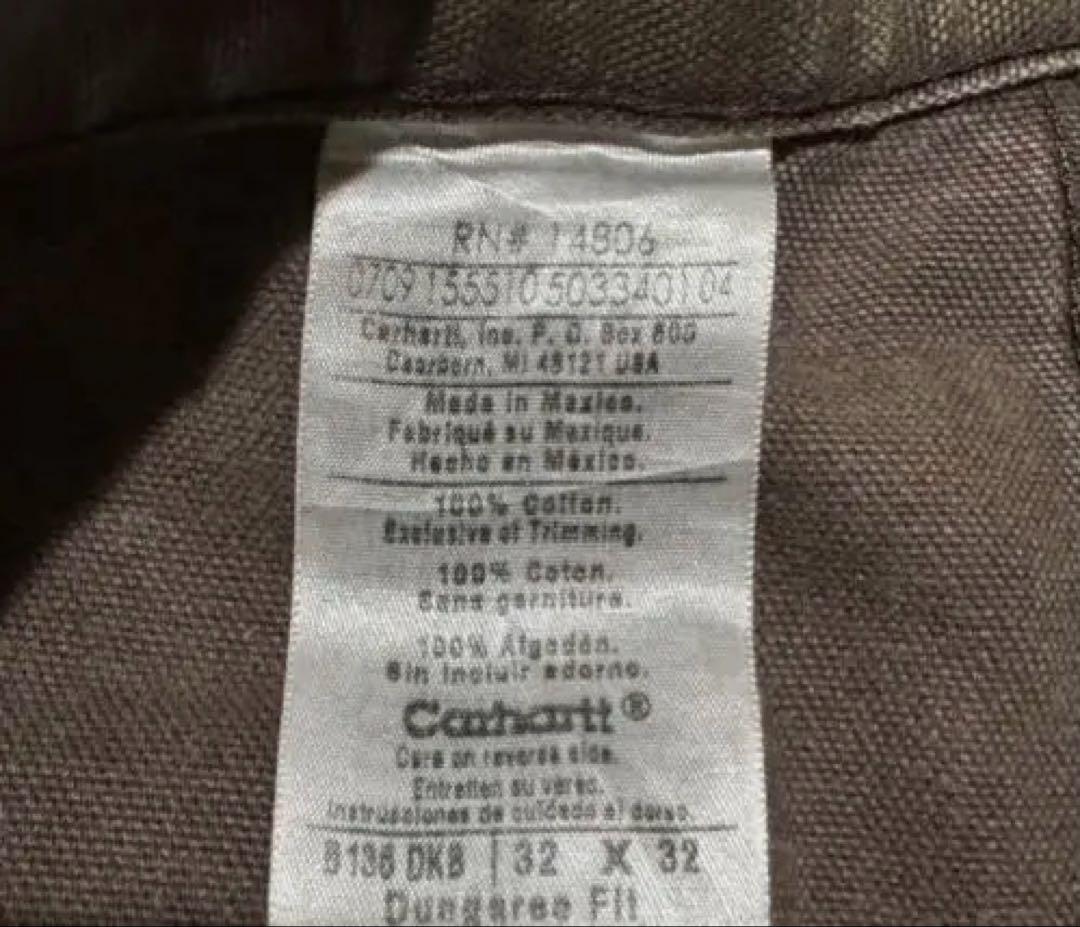 RN# 14806
0709 155510 5033401 04
Carhartt, Inc. P. O. Box 600
Dearborn, MI 48121 USA
Made in Mexico.
Fabriqué au Mexique.
Hecho en México.
100% Cotton.
Exclusive of Trimming.
100% Coton.
Sans garniture.
100% Algodón.
Sin incluir adorno.
Carhartt®
Care on reverse side.
Entretien au verso.
Instrucciones de cuidado al dorso.
B136 DKB | 32 X 32
Dungaree Fit